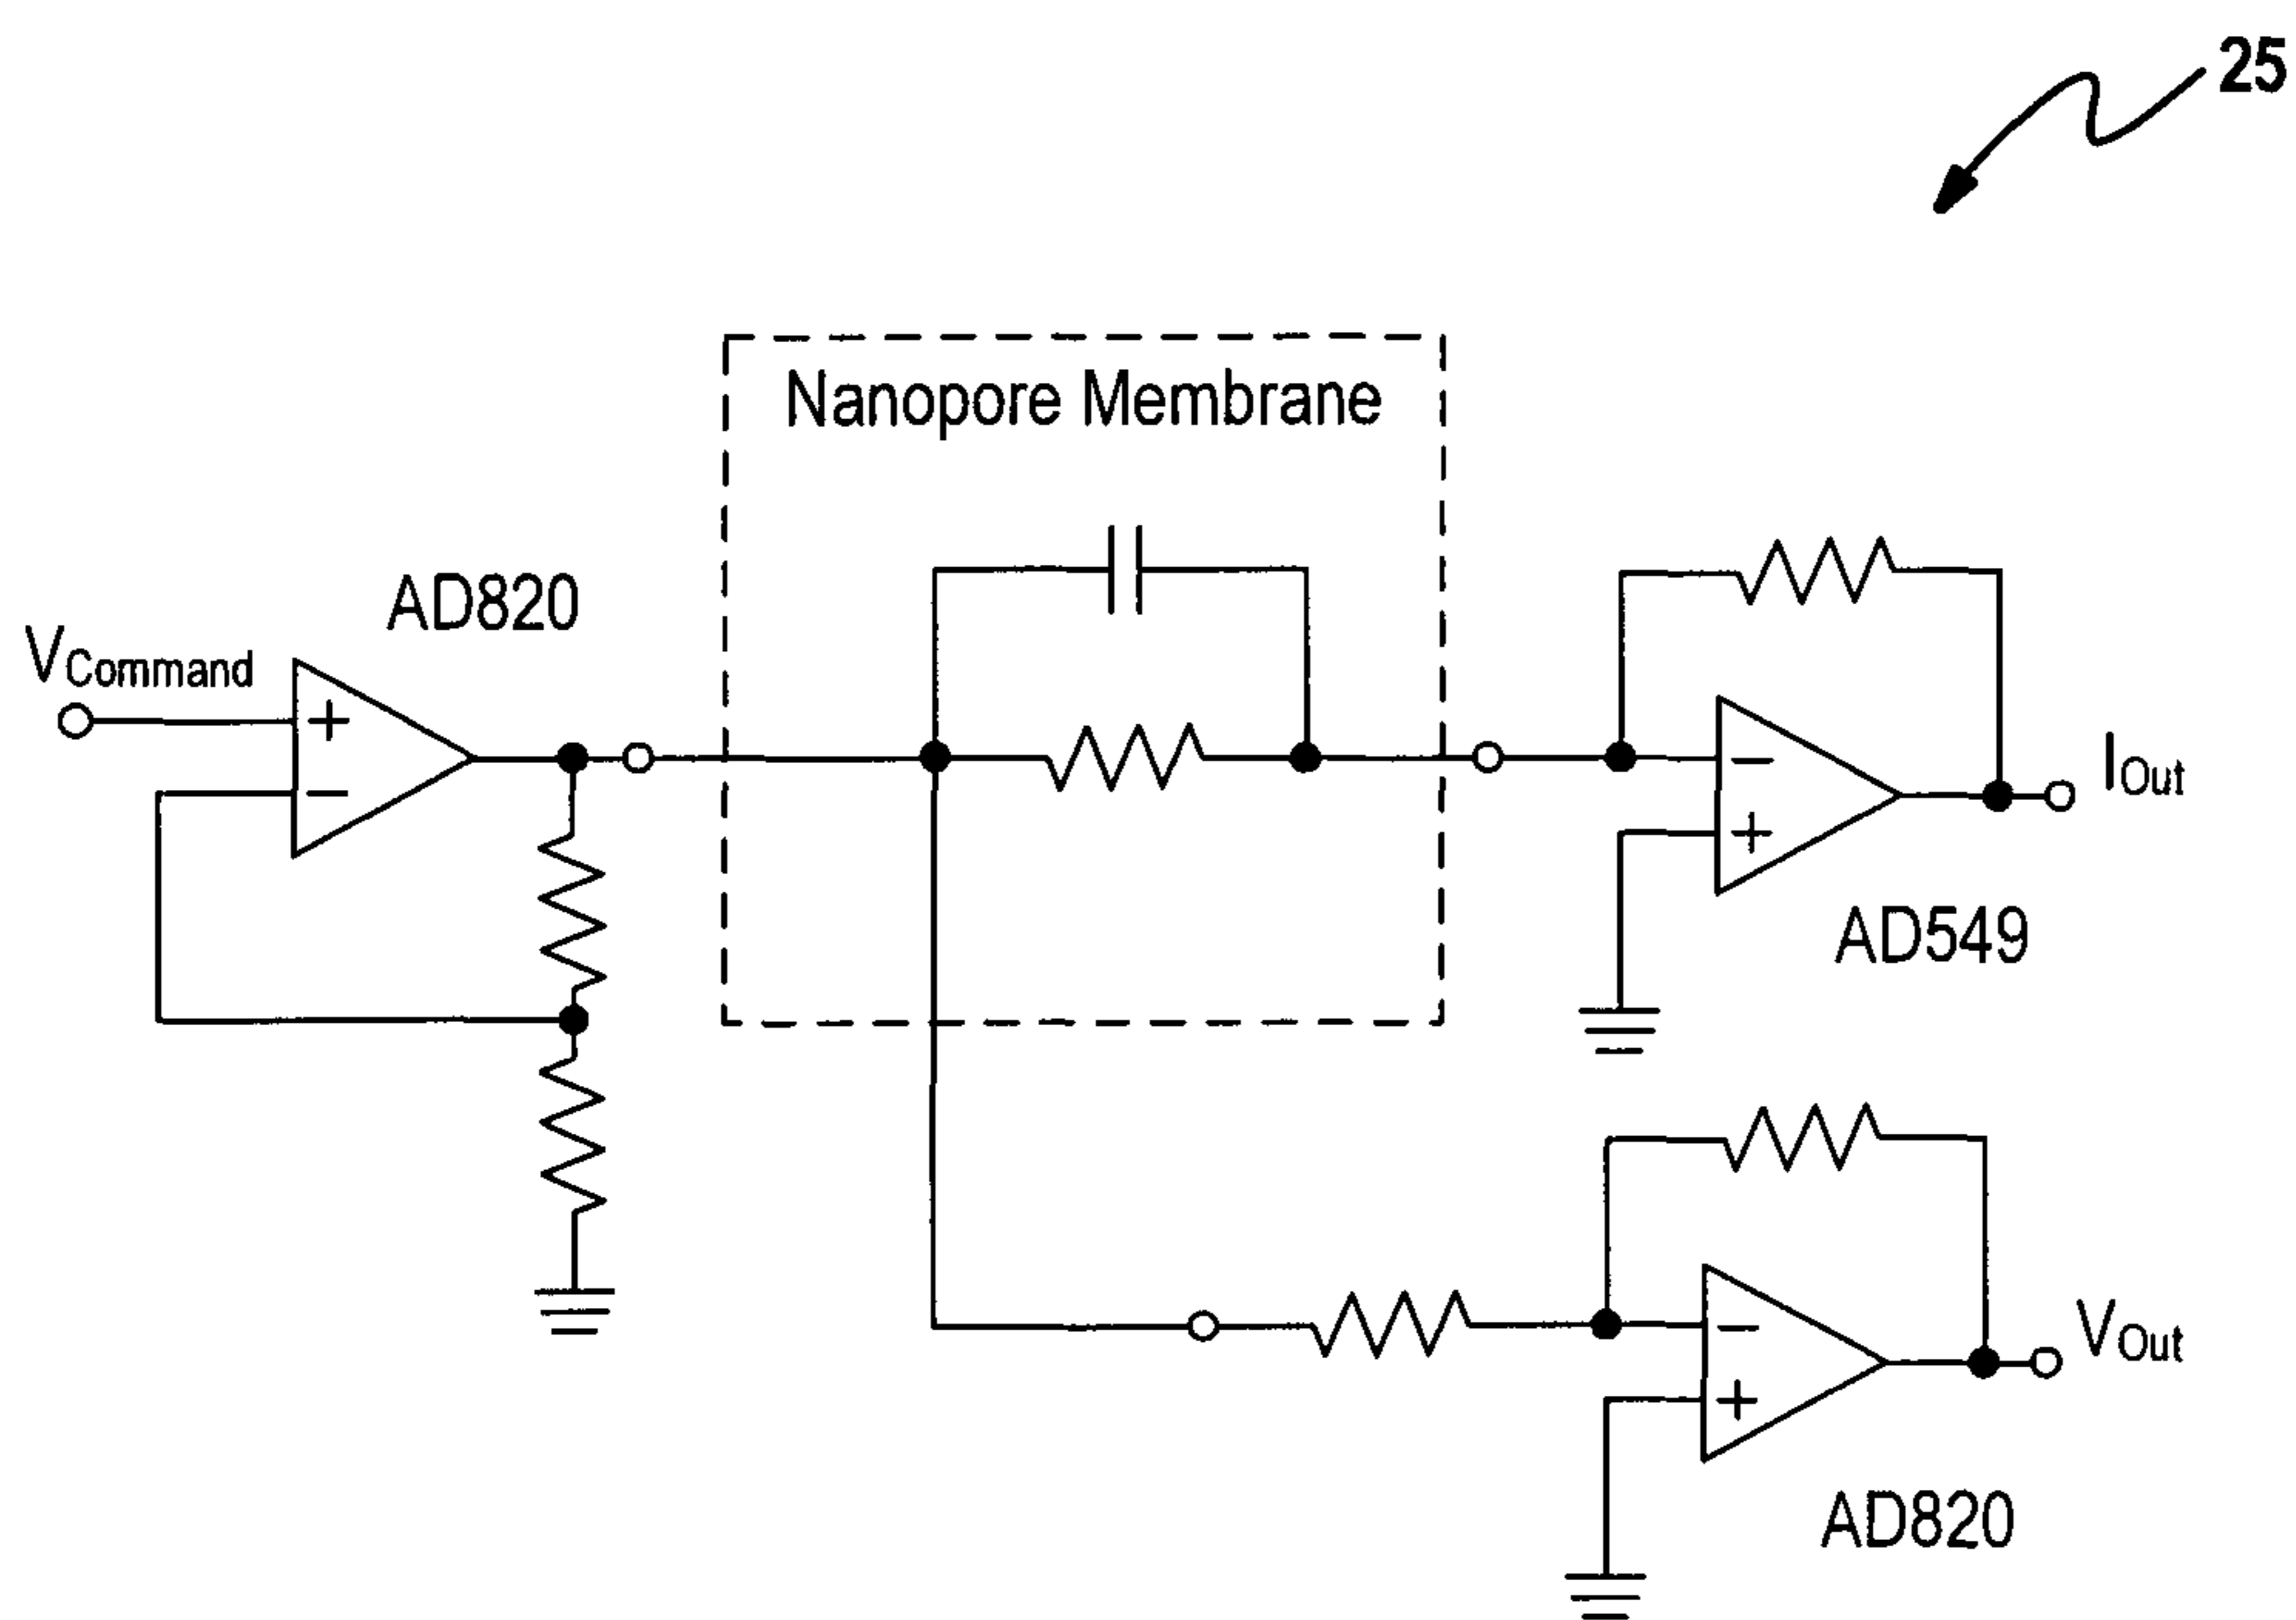 25
Nanopore Membrane
AD820
VCommand
+
−
−
+
IOut
AD549
−
+
VOut
AD820